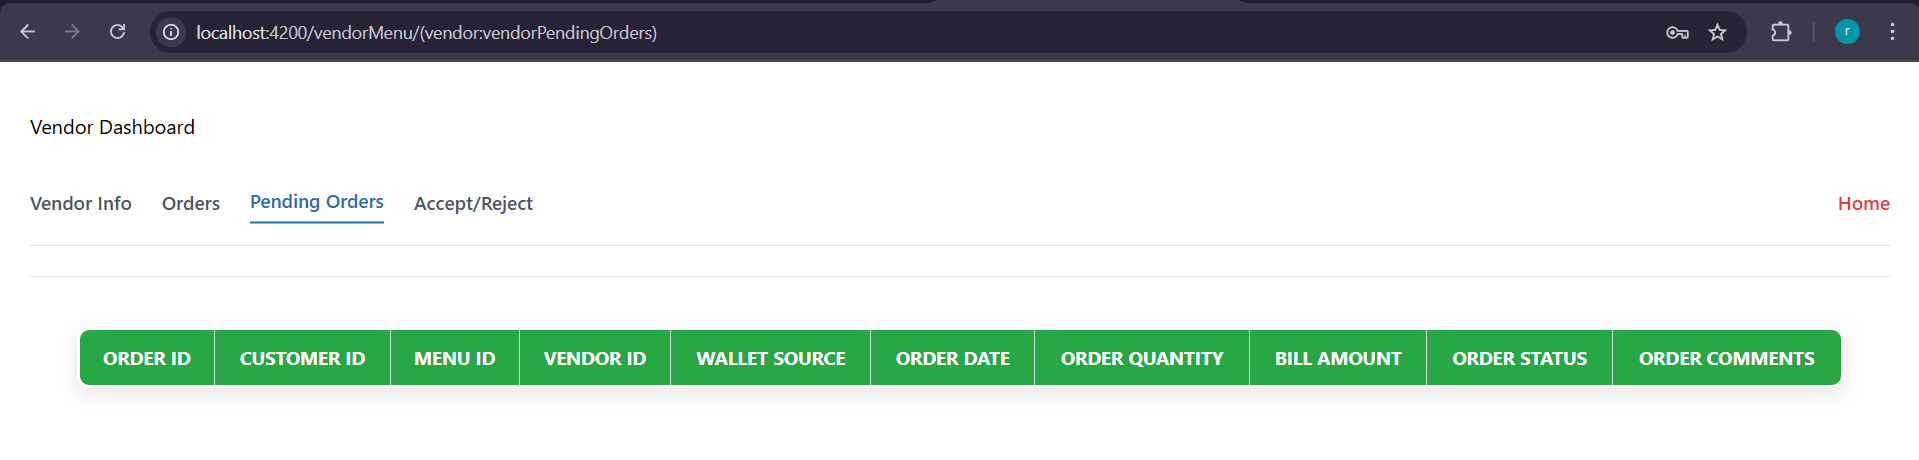 localhost:4200/vendorMenu/(vendor:vendorPendingOrders)
r
Vendor Dashboard
Vendor Info Orders Pending Orders Accept/Reject Home
ORDER ID CUSTOMER ID MENU ID VENDOR ID WALLET SOURCE ORDER DATE ORDER QUANTITY BILL AMOUNT ORDER STATUS ORDER COMMENTS